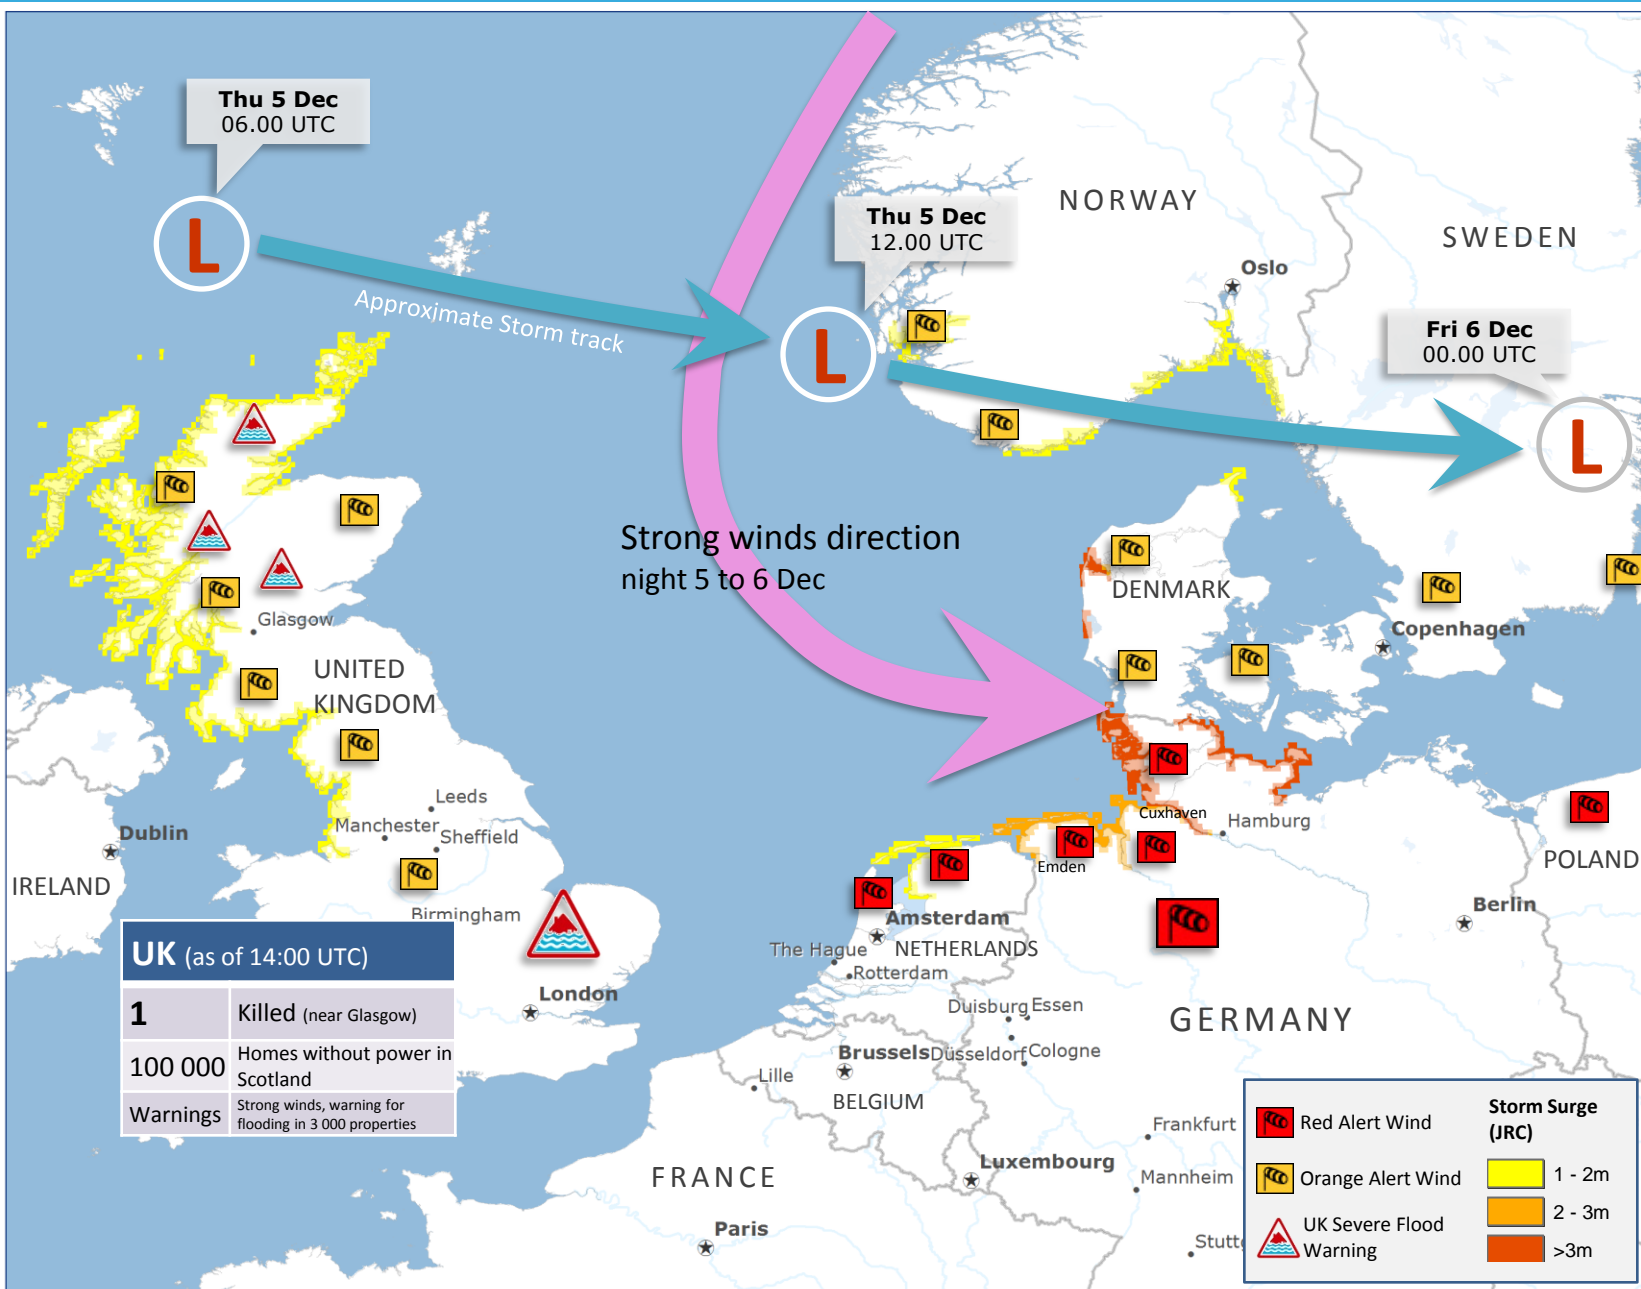 Thu 5 Dec
06.00 UTC
L
Approximate Storm track
Thu 5 Dec
12.00 UTC
L
NORWAY
SWEDEN
Oslo
Fri 6 Dec
00.00 UTC
L
Strong winds direction
night 5 to 6 Dec
DENMARK
Copenhagen
Glasgow
UNITED
KINGDOM
Leeds
Manchester
Sheffield
Dublin
IRELAND
Birmingham
London
Cuxhaven
Hamburg
Emden
POLAND
Berlin
Amsterdam
The Hague
NETHERLANDS
Rotterdam
Duisburg
Essen
GERMANY
Brussels
Düsseldorf
Cologne
Lille
BELGIUM
Frankfurt
Luxembourg
Mannheim
FRANCE
Paris
Stuttg
UK (as of 14:00 UTC)
1 Killed (near Glasgow)
100 000 Homes without power in
Scotland
Warnings Strong winds, warning for
flooding in 3 000 properties
Red Alert Wind
Orange Alert Wind
UK Severe Flood
Warning
Storm Surge
(JRC)
1 - 2m
2 - 3m
>3m